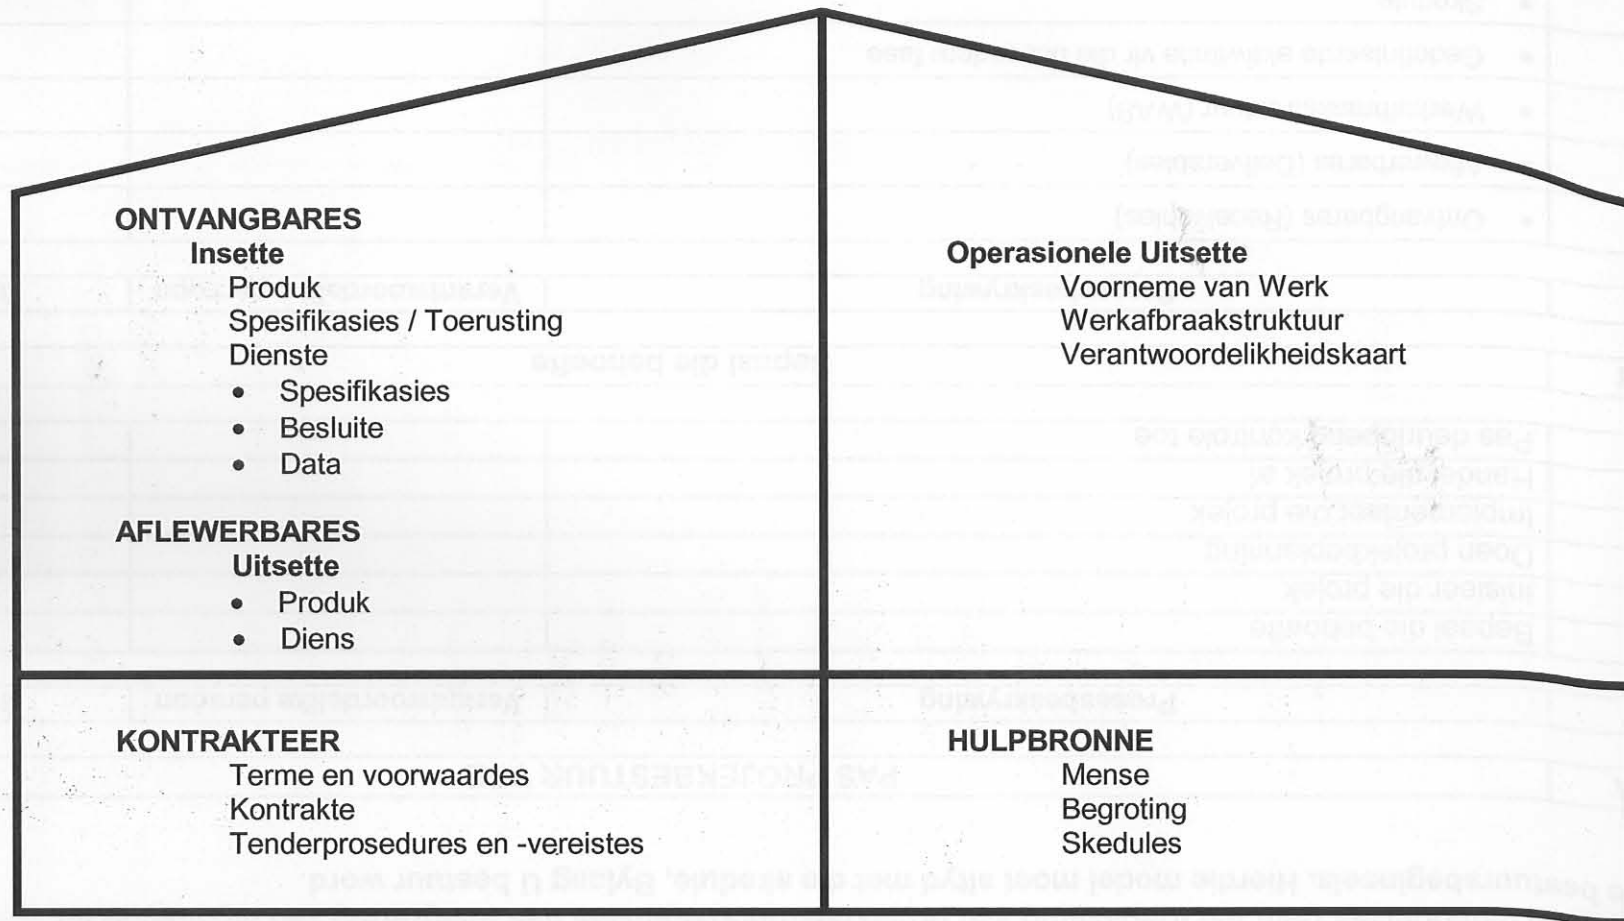 ONTVANGBARES
Insette
Produk
Spesifikasies / Toerusting
Dienste
• Spesifikasies
• Besluite
• Data
AFLEWERBARES
Uitsette
• Produk
• Diens
Operasionele Uitsette
Voorneme van Werk
Werkafbraakstruktuur
Verantwoordelikheidskaart
KONTRAKTEER
Terme en voorwaardes
Kontrakte
Tenderprosedures en -vereistes
HULPBRONNE
Mense
Begroting
Skedules